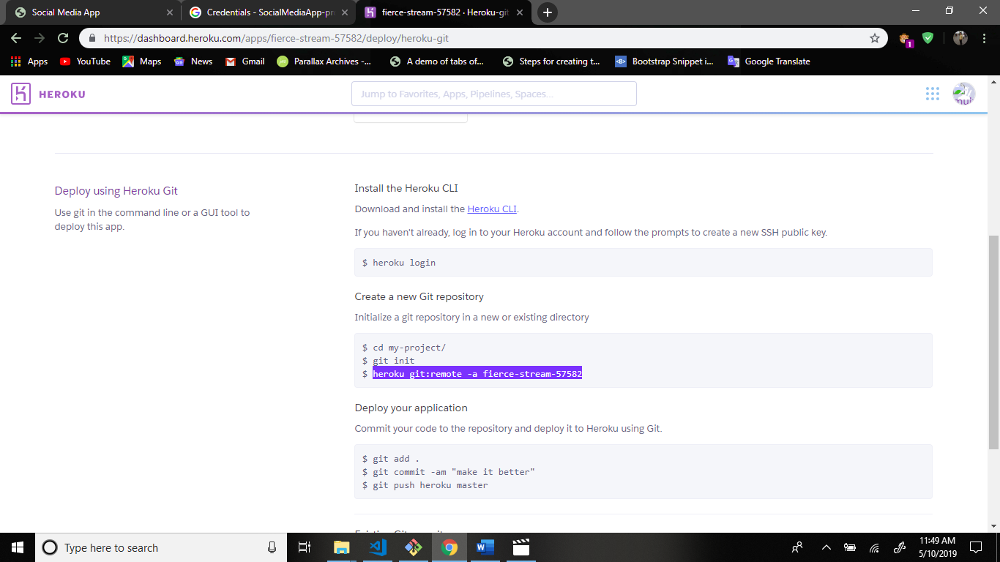 Social Media App
Credentials - SocialMediaApp-pr
fierce-stream-57582 · Heroku-git
https://dashboard.heroku.com/apps/fierce-stream-57582/deploy/heroku-git
1
Apps
YouTube
Maps
News
Gmail
Parallax Archives -...
A demo of tabs of...
Steps for creating t...
Bootstrap Snippet i...
Google Translate
HEROKU
Jump to Favorites, Apps, Pipelines, Spaces...
Deploy using Heroku Git
Use git in the command line or a GUI tool to
deploy this app.
Install the Heroku CLI
Download and install the Heroku CLI.
If you haven't already, log in to your Heroku account and follow the prompts to create a new SSH public key.
$ heroku login
Create a new Git repository
Initialize a git repository in a new or existing directory
$ cd my-project/
$ git init
$ heroku git:remote -a fierce-stream-57582
Deploy your application
Commit your code to the repository and deploy it to Heroku using Git.
$ git add .
$ git commit -am "make it better"
$ git push heroku master
Type here to search
11:49 AM
5/10/2019